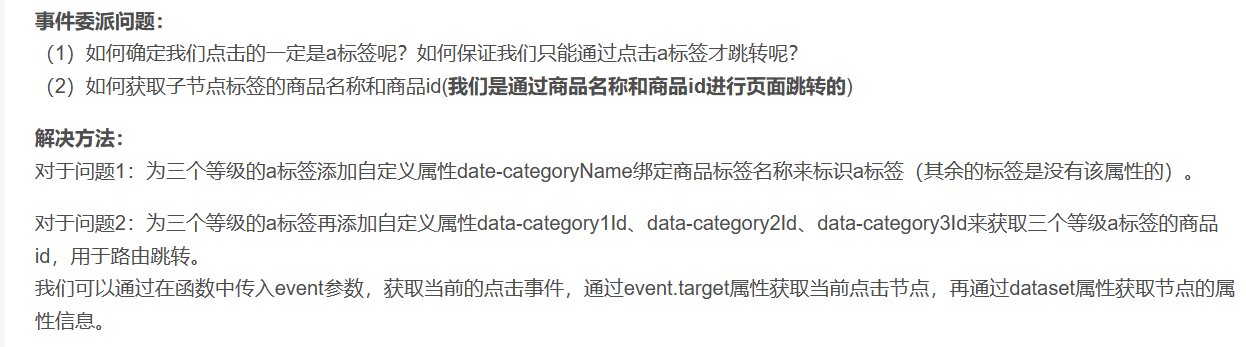 事件委派问题：
（1）如何确定我们点击的一定是a标签呢？如何保证我们只能通过点击a标签才跳转呢？
（2）如何获取子节点标签的商品名称和商品id(我们是通过商品名称和商品id进行页面跳转的)
解决方法：
对于问题1：为三个等级的a标签添加自定义属性date-categoryName绑定商品标签名称来标识a标签（其余的标签是没有该属性的）。
对于问题2：为三个等级的a标签再添加自定义属性data-category1Id、data-category2Id、data-category3Id来获取三个等级a标签的商品
id，用于路由跳转。
我们可以通过在函数中传入event参数，获取当前的点击事件，通过event.target属性获取当前点击节点，再通过dataset属性获取节点的属
性信息。